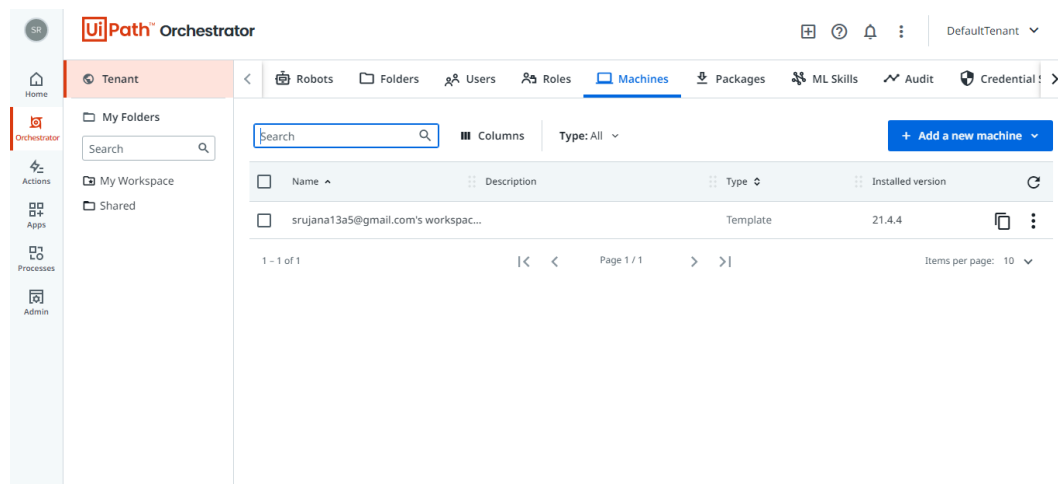 SR
UiPath™ Orchestrator
DefaultTenant
Home
Orchestrator
Actions
Apps
Processes
Admin
Tenant
My Folders
Search
My Workspace
Shared
Robots Folders Users Roles Machines Packages ML Skills Audit Credential
Search Columns Type: All + Add a new machine
Name Description Type Installed version
srujana13a5@gmail.com's workspac... Template 21.4.4
1 – 1 of 1 Page 1 / 1 Items per page: 10